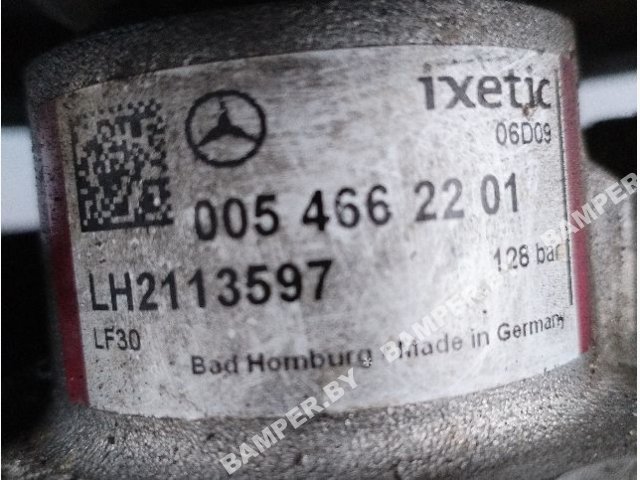 ixetic
06D09
005 466 22 01
LH2113597
128 bar
LF30
Bad Homburg - Made in Germany
BAMPER.BY
BAMPER.BY